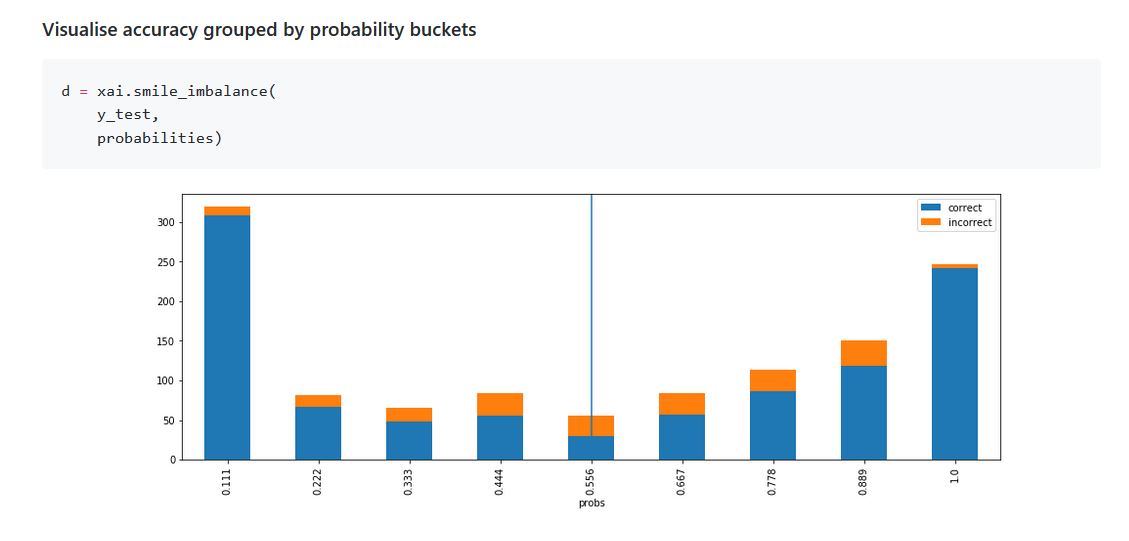 Visualise accuracy grouped by probability buckets
d = xai.smile_imbalance(
    y_test,
    probabilities)
correct
incorrect
300
250
200
150
100
50
0
0.111
0.222
0.333
0.444
0.556
0.667
0.778
0.889
1.0
probs